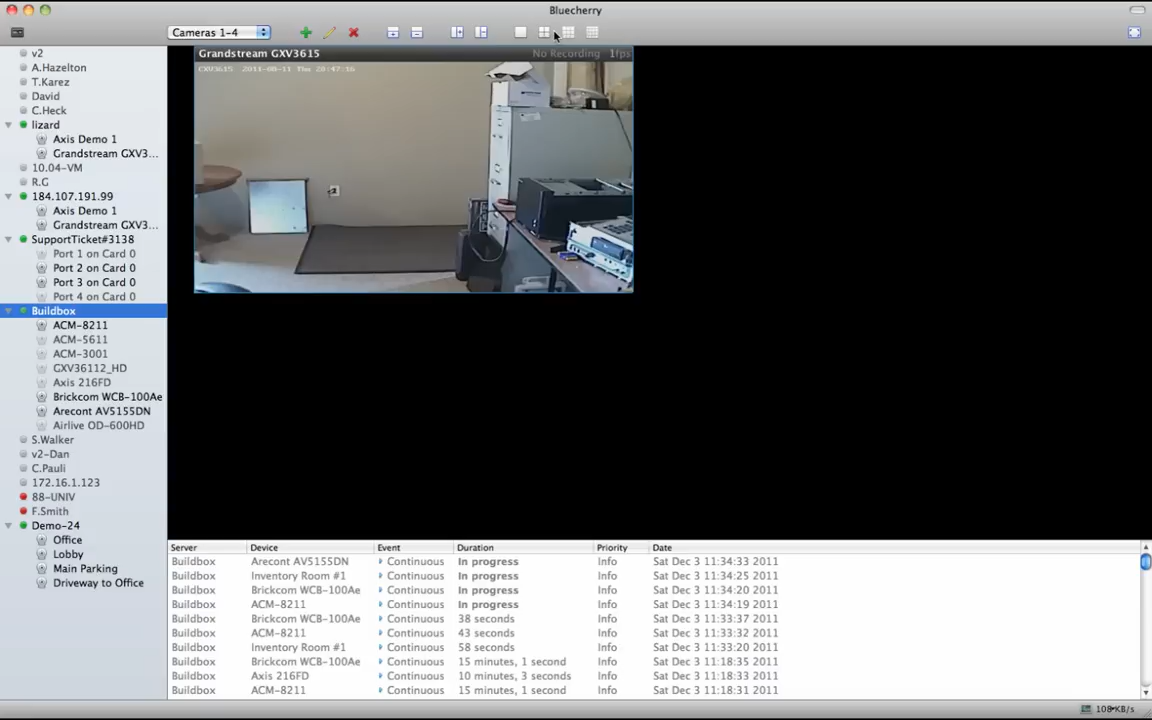 Bluecherry
Cameras 1-4
v2
A.Hazelton
T.Karez
David
C.Heck
lizard
Axis Demo 1
Grandstream GXV3...
10.04-VM
R.G
184.107.191.99
Axis Demo 1
Grandstream GXV3...
SupportTicket#3138
Port 1 on Card 0
Port 2 on Card 0
Port 3 on Card 0
Port 4 on Card 0
Buildbox
ACM-8211
ACM-5611
ACM-3001
GXV36112_HD
Axis 216FD
Brickcom WCB-100Ae
Arecont AV5155DN
Airlive OD-600HD
S.Walker
v2-Dan
C.Pauli
172.16.1.123
88-UNIV
F.Smith
Demo-24
Office
Lobby
Main Parking
Driveway to Office
Grandstream GXV3615 No Recording 1fps
GXV3615 2011-08-11 Thu 20:47:16
Server Device Event Duration Priority Date
Buildbox Arecont AV5155DN Continuous In progress Info Sat Dec 3 11:34:33 2011
Buildbox Inventory Room #1 Continuous In progress Info Sat Dec 3 11:34:25 2011
Buildbox Brickcom WCB-100Ae Continuous In progress Info Sat Dec 3 11:34:20 2011
Buildbox ACM-8211 Continuous In progress Info Sat Dec 3 11:34:19 2011
Buildbox Brickcom WCB-100Ae Continuous 38 seconds Info Sat Dec 3 11:33:37 2011
Buildbox ACM-8211 Continuous 43 seconds Info Sat Dec 3 11:33:32 2011
Buildbox Inventory Room #1 Continuous 58 seconds Info Sat Dec 3 11:33:20 2011
Buildbox Brickcom WCB-100Ae Continuous 15 minutes, 1 second Info Sat Dec 3 11:18:35 2011
Buildbox Axis 216FD Continuous 10 minutes, 3 seconds Info Sat Dec 3 11:18:33 2011
Buildbox ACM-8211 Continuous 15 minutes, 1 second Info Sat Dec 3 11:18:31 2011